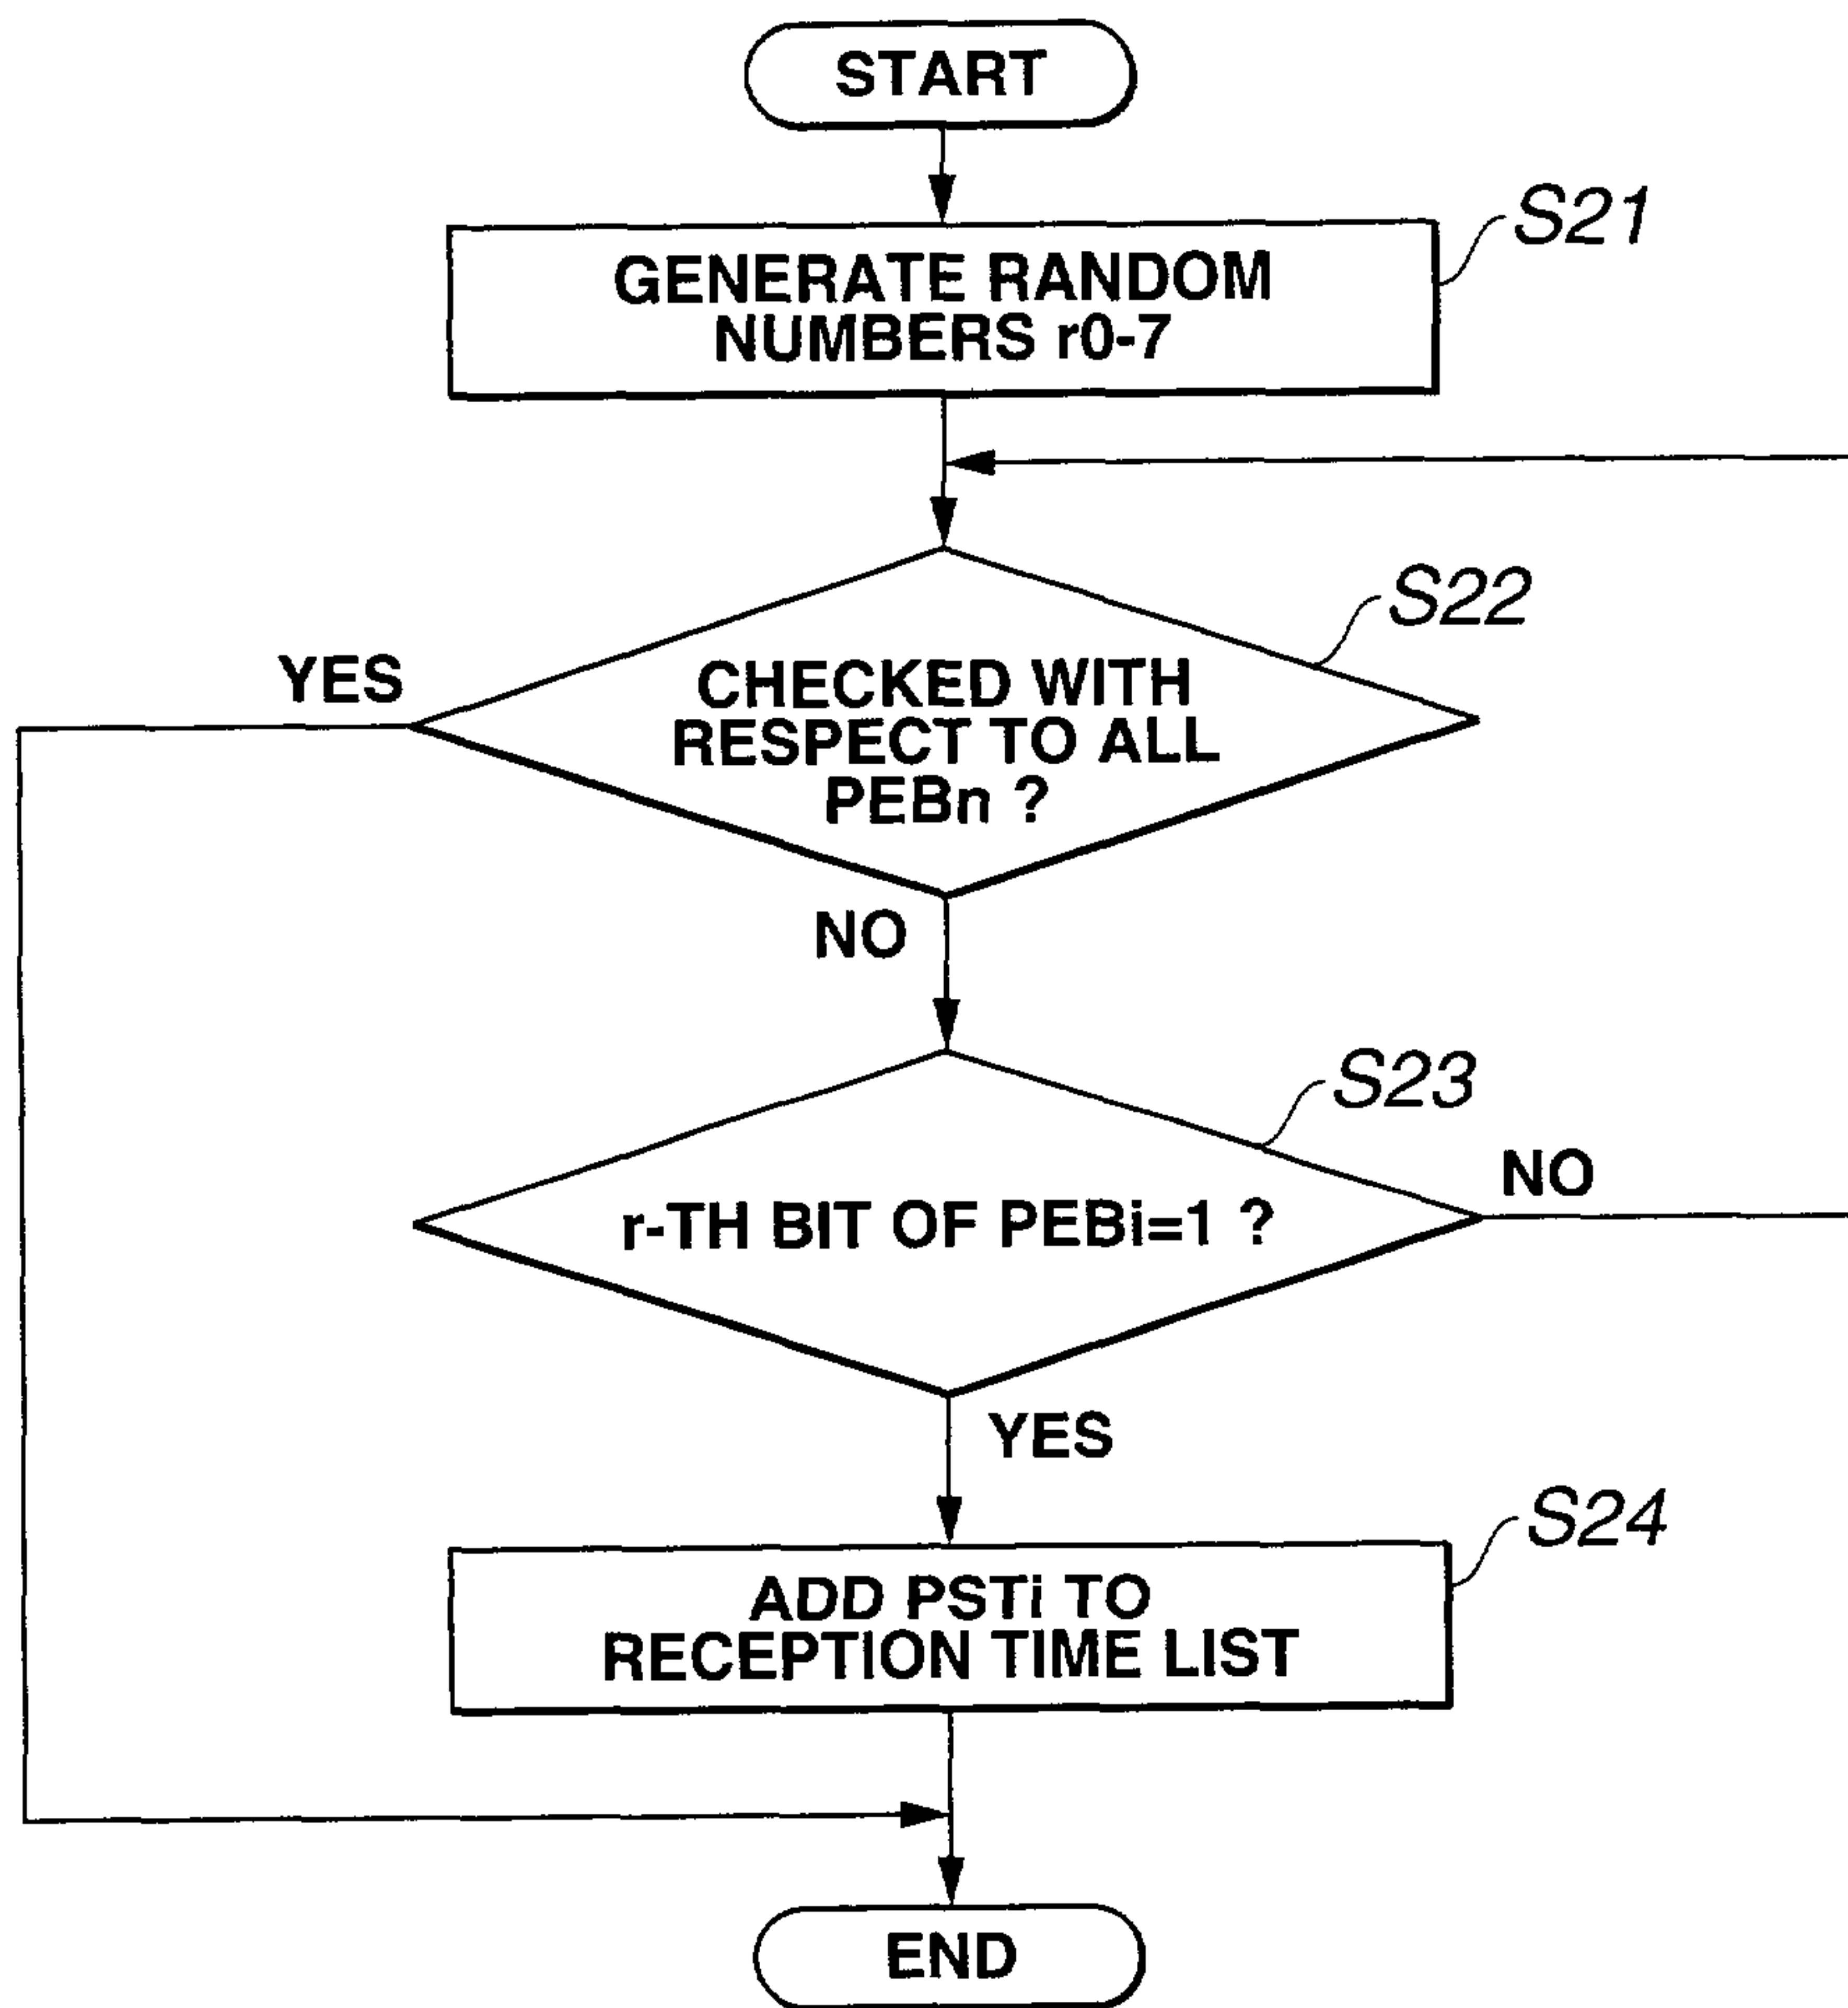 START
GENERATE RANDOM
NUMBERS r0-7
S21
CHECKED WITH
RESPECT TO ALL
PEBn ?
S22
YES
NO
r-TH BIT OF PEBi=1 ?
S23
NO
YES
ADD PSTi TO
RECEPTION TIME LIST
S24
END